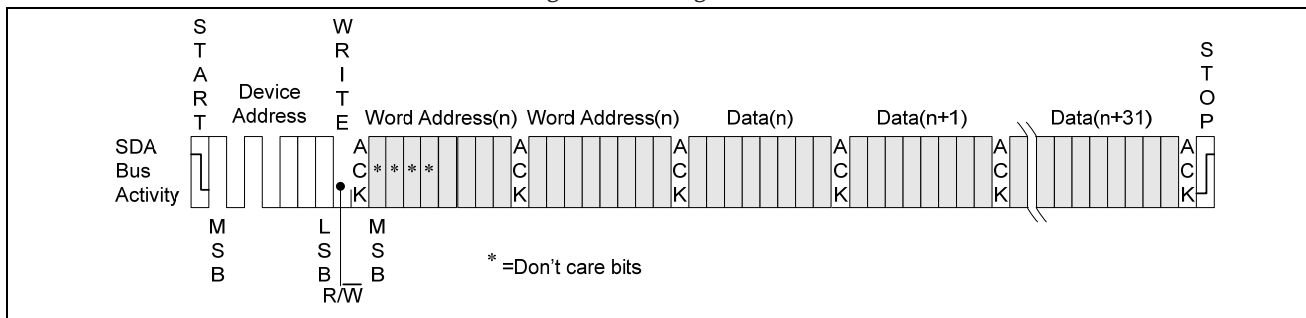 START
WRITE
STOP
Device
Address
Word Address(n)
Word Address(n)
Data(n)
Data(n+1)
Data(n+31)
SDA
Bus
Activity
ACK
* * * *
ACK
ACK
ACK
ACK
ACK
MSB
LSB
MSB
R/W̅
* =Don't care bits